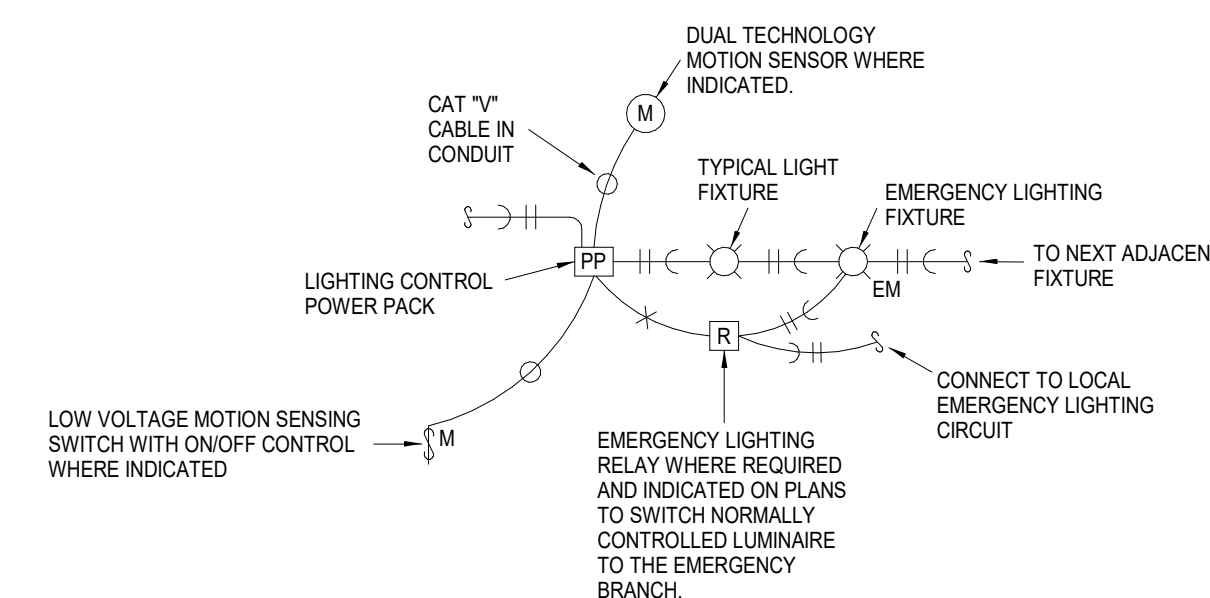 DUAL TECHNOLOGY
MOTION SENSOR WHERE
INDICATED.
M
CAT "V"
CABLE IN
CONDUIT
TYPICAL LIGHT
FIXTURE
EMERGENCY LIGHTING
FIXTURE
PP
LIGHTING CONTROL
POWER PACK
EM
TO NEXT ADJACEN
FIXTURE
R
CONNECT TO LOCAL
EMERGENCY LIGHTING
CIRCUIT
LOW VOLTAGE MOTION SENSING
SWITCH WITH ON/OFF CONTROL
WHERE INDICATED
M
EMERGENCY LIGHTING
RELAY WHERE REQUIRED
AND INDICATED ON PLANS
TO SWITCH NORMALLY
CONTROLLED LUMINAIRE
TO THE EMERGENCY
BRANCH.